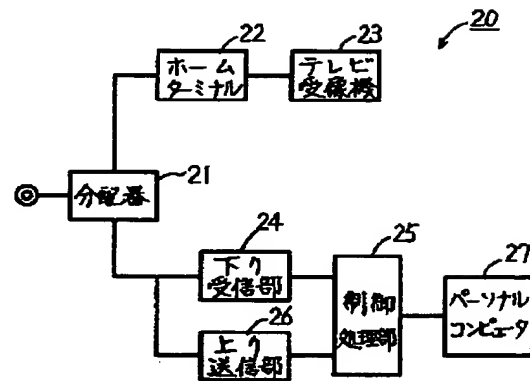 20
22
ホーム
ターミナル
23
テレビ
受像機
21
分配器
24
下り
受信部
25
制御
処理部
26
上り
送信部
27
パーソナル
コンピュータ